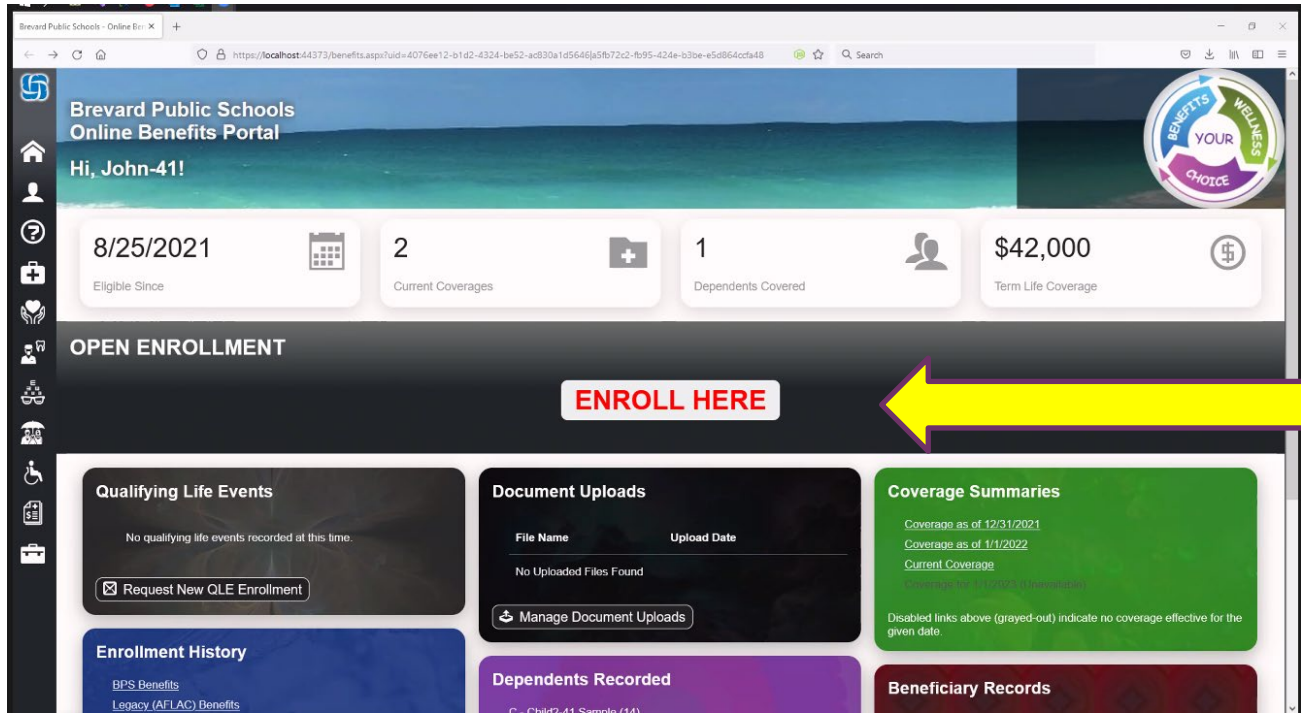 Brevard Public Schools - Online Ber
https://localhost:44373/benefits.aspx?uid=4076ee12-b1d2-4324-be52-ac830a1d5646|a5fb72c2-fb95-424e-b3be-e5d864ccfa48
Search
Brevard Public Schools
Online Benefits Portal
Hi, John-41!
BENEFITS
WELLNESS
YOUR
CHOICE
8/25/2021
Eligible Since
2
Current Coverages
1
Dependents Covered
$42,000
Term Life Coverage
OPEN ENROLLMENT
ENROLL HERE
Qualifying Life Events
No qualifying life events recorded at this time.
Request New QLE Enrollment
Document Uploads
File Name Upload Date
No Uploaded Files Found
Manage Document Uploads
Coverage Summaries
Coverage as of 12/31/2021
Coverage as of 1/1/2022
Current Coverage
Coverage for 1/1/2023 (Unavailable)
Disabled links above (grayed-out) indicate no coverage effective for the
given date.
Enrollment History
BPS Benefits
Legacy (AFLAC) Benefits
Dependents Recorded
C - Child2-41 Sample (14)
Beneficiary Records